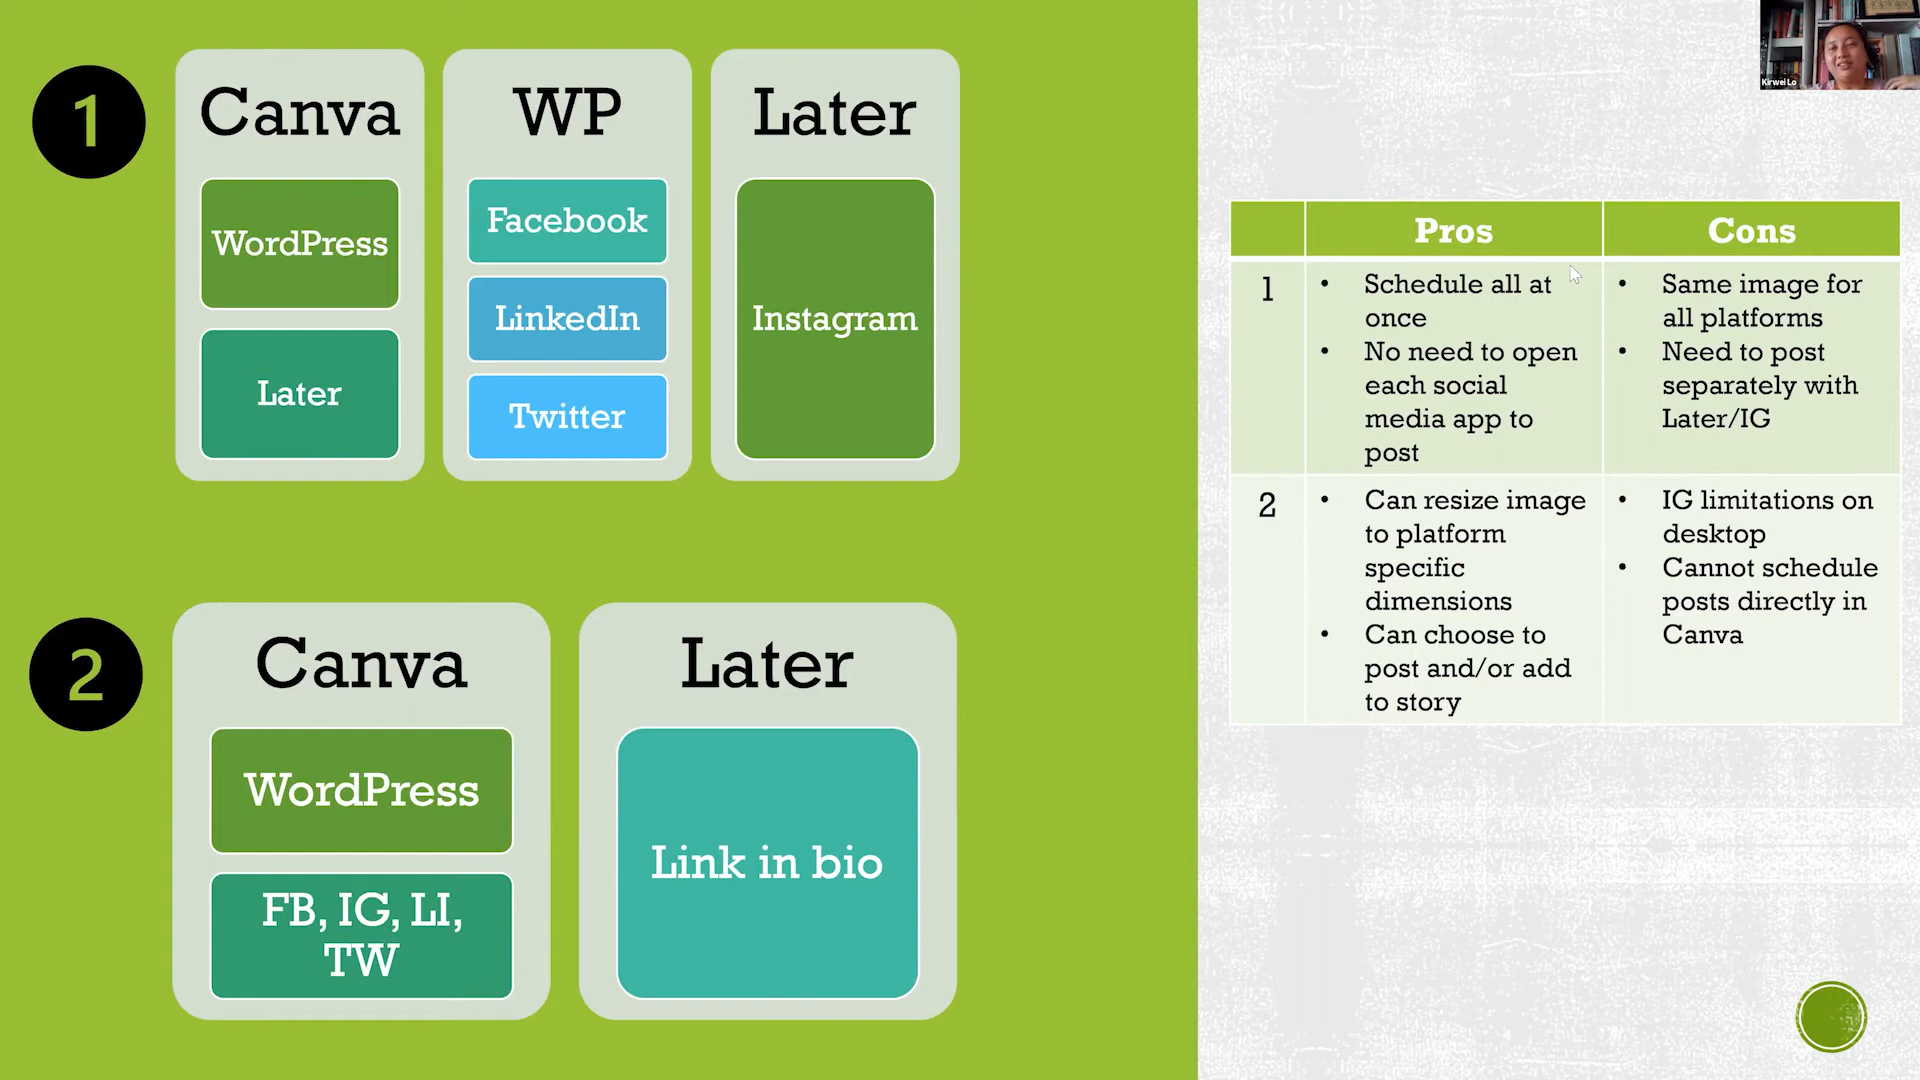 1
Canva
WordPress
Later
WP
Facebook
LinkedIn
Twitter
Later
Instagram
2
Canva
WordPress
FB, IG, LI,
TW
Later
Link in bio
Kirwei Lo
Pros
Cons
1
• Schedule all at
once
• No need to open
each social
media app to
post
• Same image for
all platforms
• Need to post
separately with
Later/IG
2
• Can resize image
to platform
specific
dimensions
• Can choose to
post and/or add
to story
• IG limitations on
desktop
• Cannot schedule
posts directly in
Canva